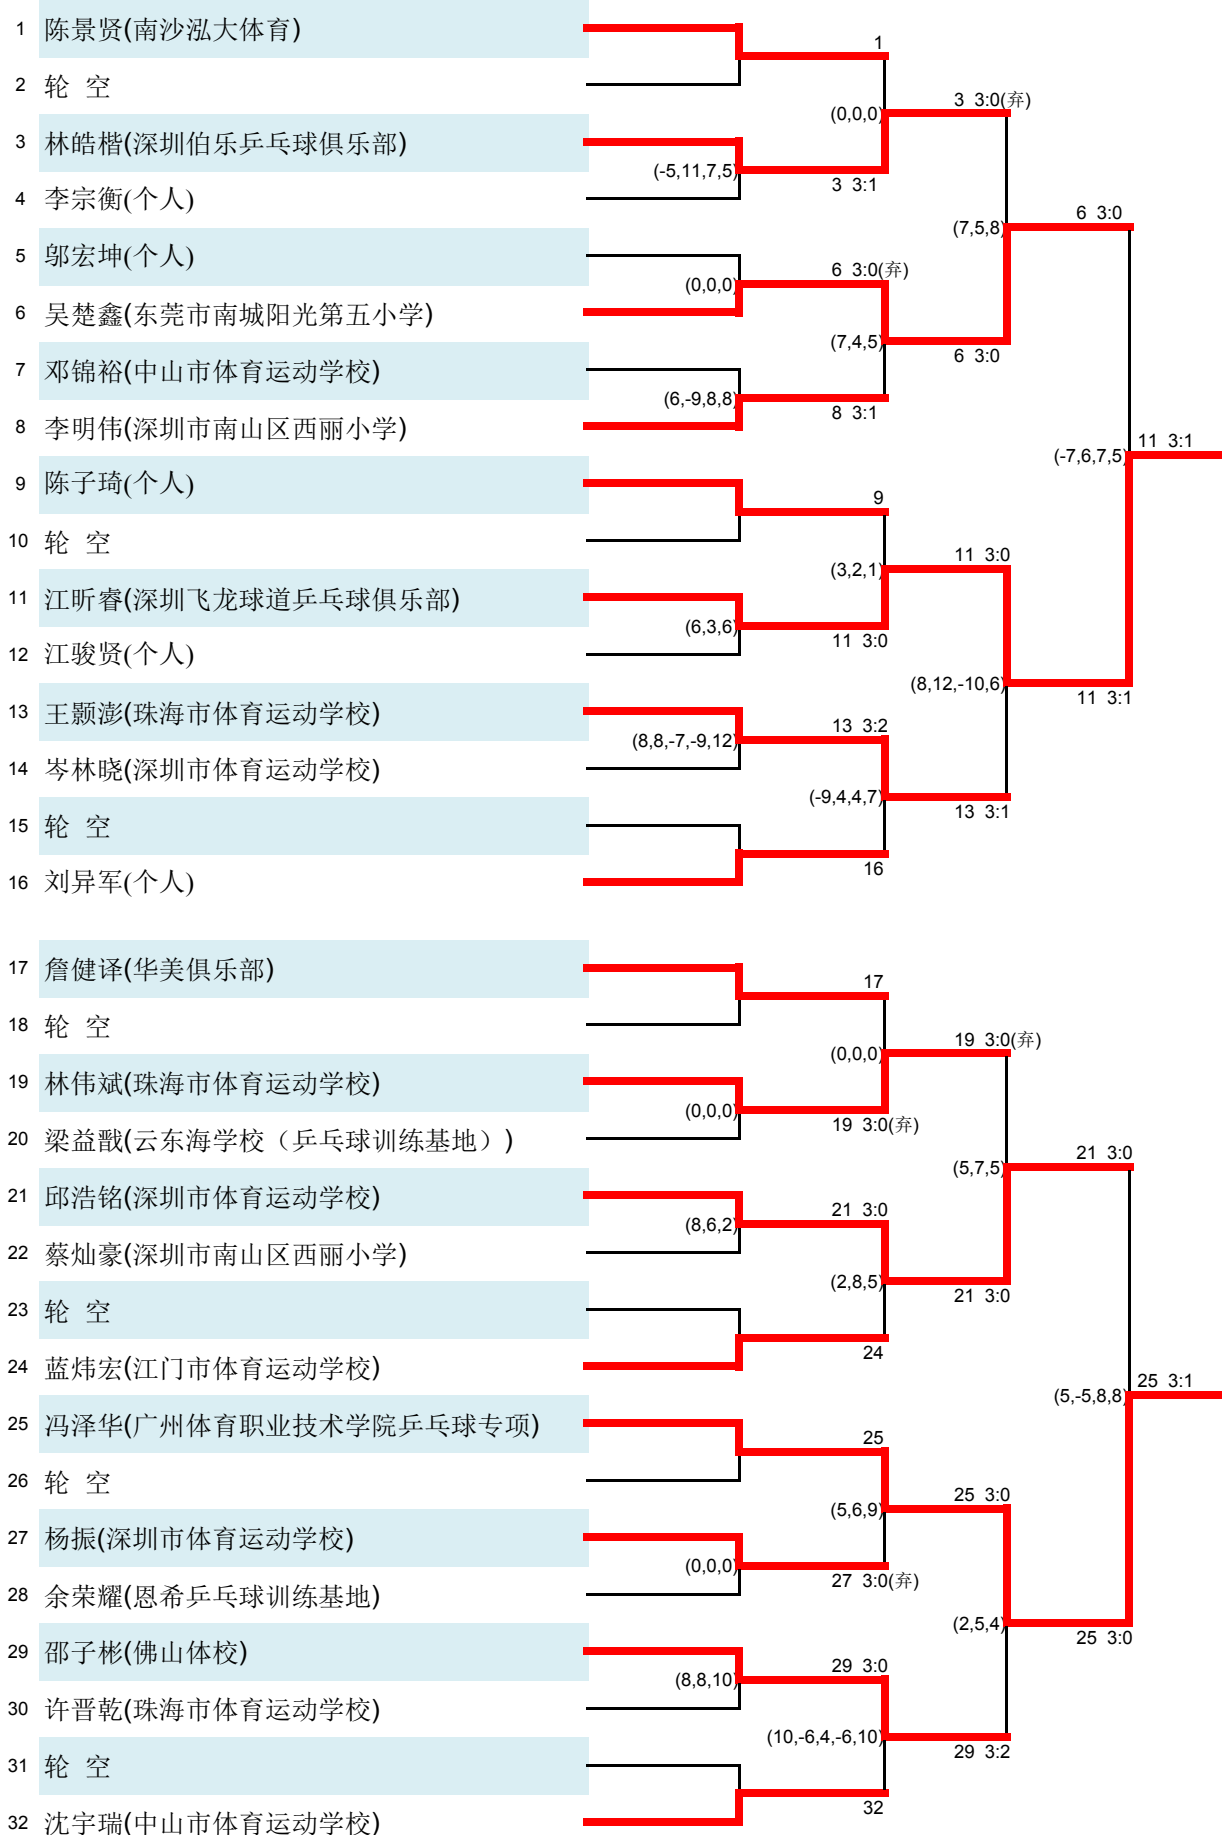 1 陈景贤(南沙泓大体育)
1
2 轮 空
3 3:0(弃)
(0,0,0)
3 林皓楷(深圳伯乐乒乓球俱乐部)
(-5,11,7,5)
3 3:1
4 李宗衡(个人)
6 3:0
(7,5,8)
5 邬宏坤(个人)
6 3:0(弃)
(0,0,0)
6 吴楚鑫(东莞市南城阳光第五小学)
(7,4,5)
6 3:0
7 邓锦裕(中山市体育运动学校)
(6,-9,8,8)
8 3:1
8 李明伟(深圳市南山区西丽小学)
11 3:1
(-7,6,7,5)
9 陈子琦(个人)
9
10 轮 空
11 3:0
(3,2,1)
11 江昕睿(深圳飞龙球道乒乓球俱乐部)
(6,3,6)
11 3:0
12 江骏贤(个人)
(8,12,-10,6)
11 3:1
13 王颢澎(珠海市体育运动学校)
13 3:2
(8,8,-7,-9,12)
14 岑林晓(深圳市体育运动学校)
(-9,4,4,7)
13 3:1
15 轮 空
16
16 刘异军(个人)
17 詹健译(华美俱乐部)
17
18 轮 空
19 3:0(弃)
(0,0,0)
19 林伟斌(珠海市体育运动学校)
(0,0,0)
19 3:0(弃)
20 梁益戬(云东海学校（乒乓球训练基地）)
21 3:0
(5,7,5)
21 邱浩铭(深圳市体育运动学校)
21 3:0
(8,6,2)
22 蔡灿豪(深圳市南山区西丽小学)
(2,8,5)
21 3:0
23 轮 空
24
24 蓝炜宏(江门市体育运动学校)
25 3:1
(5,-5,8,8)
25 冯泽华(广州体育职业技术学院乒乓球专项)
25
26 轮 空
25 3:0
(5,6,9)
27 杨振(深圳市体育运动学校)
(0,0,0)
27 3:0(弃)
28 余荣耀(恩希乒乓球训练基地)
(2,5,4)
25 3:0
29 邵子彬(佛山体校)
29 3:0
(8,8,10)
30 许晋乾(珠海市体育运动学校)
(10,-6,4,-6,10)
29 3:2
31 轮 空
32
32 沈宇瑞(中山市体育运动学校)